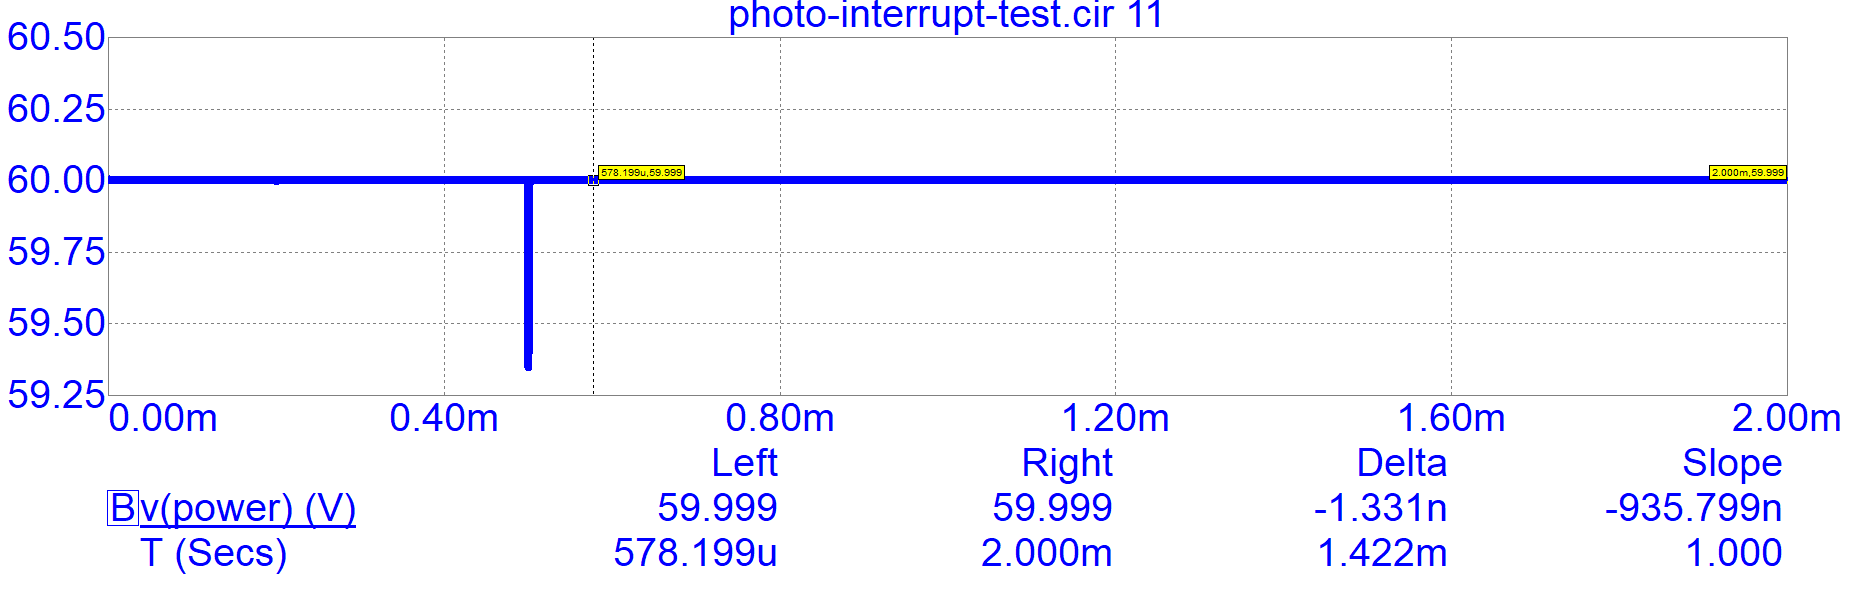 photo-interrupt-test.cir 11
60.50
60.25
60.00
578.199u,59.999
2.000m,59.999
59.75
59.50
59.25
0.00m 0.40m 0.80m 1.20m 1.60m 2.00m
Left Right Delta Slope
B v(power) (V) 59.999 59.999 -1.331n -935.799n
T (Secs) 578.199u 2.000m 1.422m 1.000